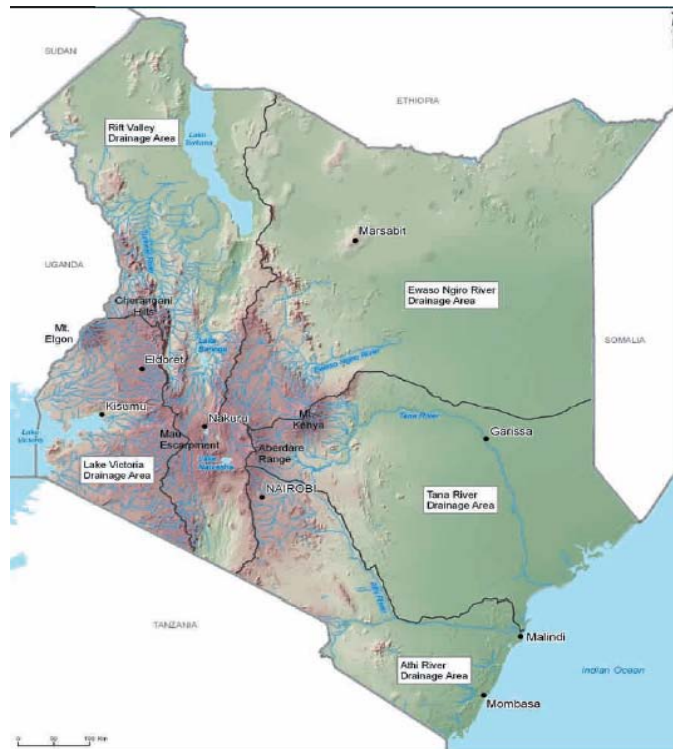 SUDAN
ETHIOPIA
Rift Valley
Drainage Area
Lake
Marsabit
UGANDA
Ewaso Ngiro River
Drainage Area
Cherangani
Hills
SOMALIA
Mt.
Elgon
Lake
Baringo
Eldoret
Ewaso Ngiro River
Kisumu
Mt.
Kenya
Tana River
Nakuru
Garissa
Lake
Victoria
Mau
Escarpment
Aberdare
Range
Lake
Naivasha
Lake Victoria
Drainage Area
NAIROBI
Tana River
Drainage Area
Athi River
TANZANIA
Malindi
Athi River
Drainage Area
Indian Ocean
Mombasa
0 50 100 Km